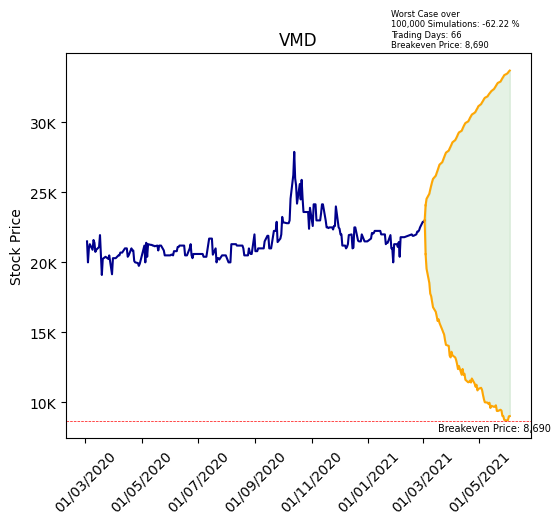 Worst Case over
100,000 Simulations: -62.22 %
Trading Days: 66
Breakeven Price: 8,690
VMD
Stock Price
30K
25K
20K
15K
10K
Breakeven Price: 8,690
01/03/2020
01/05/2020
01/07/2020
01/09/2020
01/11/2020
01/01/2021
01/03/2021
01/05/2021